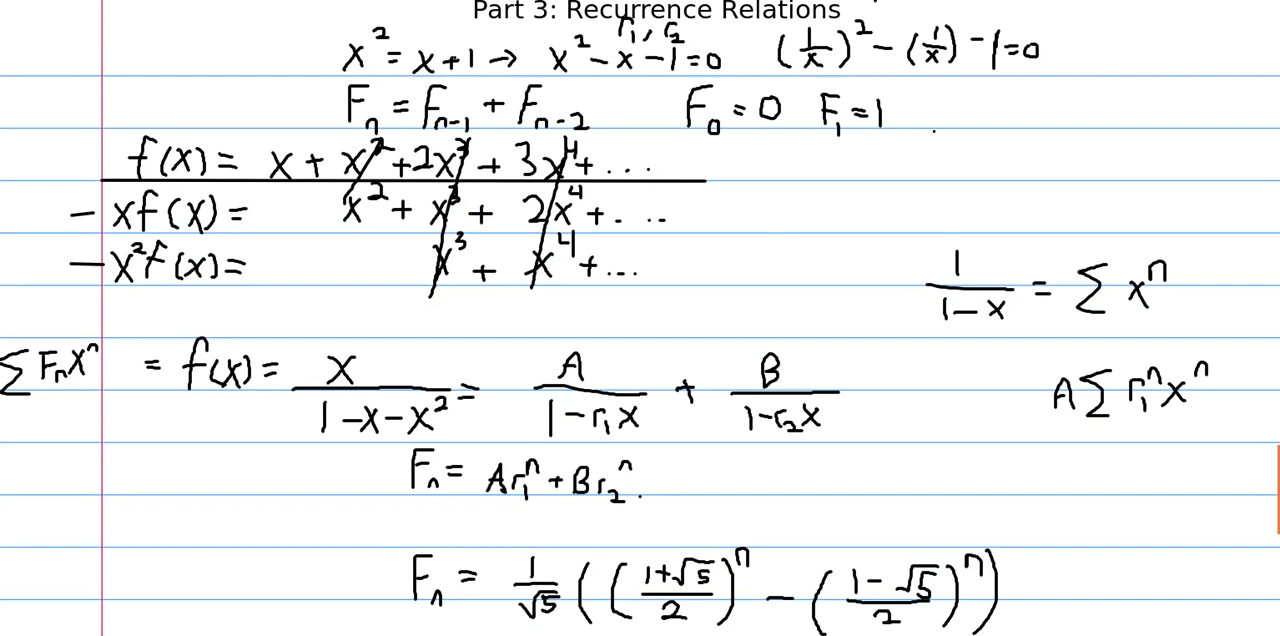 Part 3: Recurrence Relations
r₁, r₂
x² = x + 1 → x² - x - 1 = 0 (1/x)² - (1/x) - 1 = 0
Fₙ = Fₙ₋₁ + Fₙ₋₂ F₀ = 0 F₁ = 1
f(x) = x + x² + 2x³ + 3x⁴ + ...
- xf(x) = x² + x³ + 2x⁴ + ...
- x²f(x) = x³ + x⁴ + ...
1/(1-x) = ∑ xⁿ
∑ Fₙxⁿ = f(x) = x/(1-x-x²) = A/(1-r₁x) + B/(1-r₂x) A∑ r₁ⁿxⁿ
Fₙ = Ar₁ⁿ + Br₂ⁿ.
Fₙ = 1/√5 (((1+√5)/2)ⁿ - ((1-√5)/2)ⁿ)